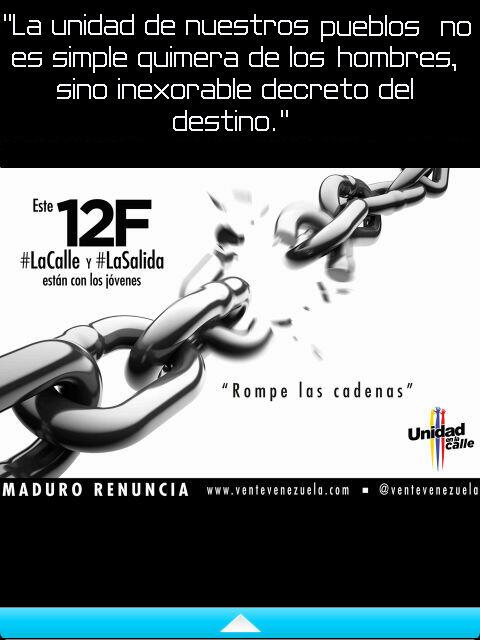 "La unidad de nuestros pueblos no
es simple quimera de los hombres,
sino inexorable decreto del
destino."
Este 12F
#LaCalle y #LaSalida
están con los jóvenes
"Rompe las cadenas"
Unidad
en la
calle
MADURO RENUNCIA www.ventevenezuela.com ■ @ventevenezuela